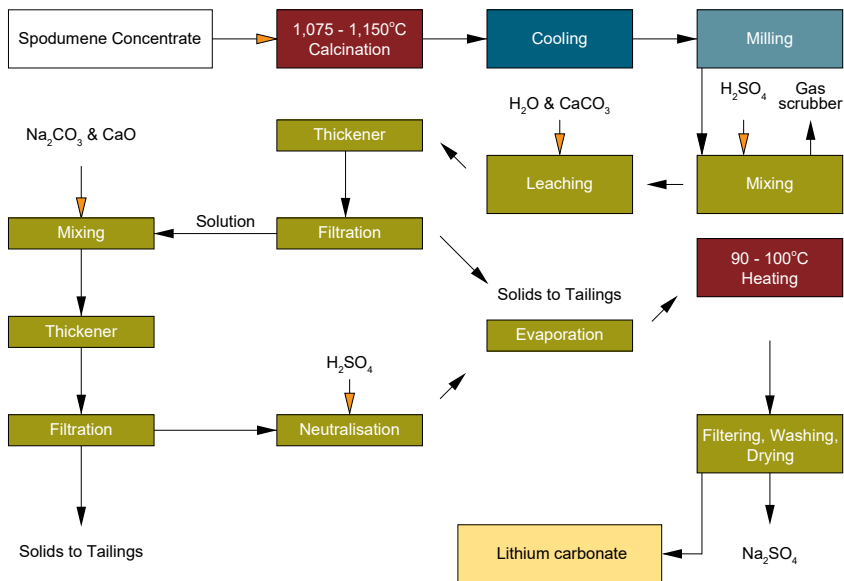 Spodumene Concentrate
1,075 - 1,150°C
Calcination
Cooling
Milling
H₂O & CaCO₃
H₂SO₄
Gas
scrubber
Na₂CO₃ & CaO
Thickener
Leaching
Mixing
Mixing
Solution
Filtration
90 - 100°C
Heating
Solids to Tailings
Thickener
Evaporation
H₂SO₄
Filtration
Neutralisation
Filtering, Washing,
Drying
Solids to Tailings
Lithium carbonate
Na₂SO₄